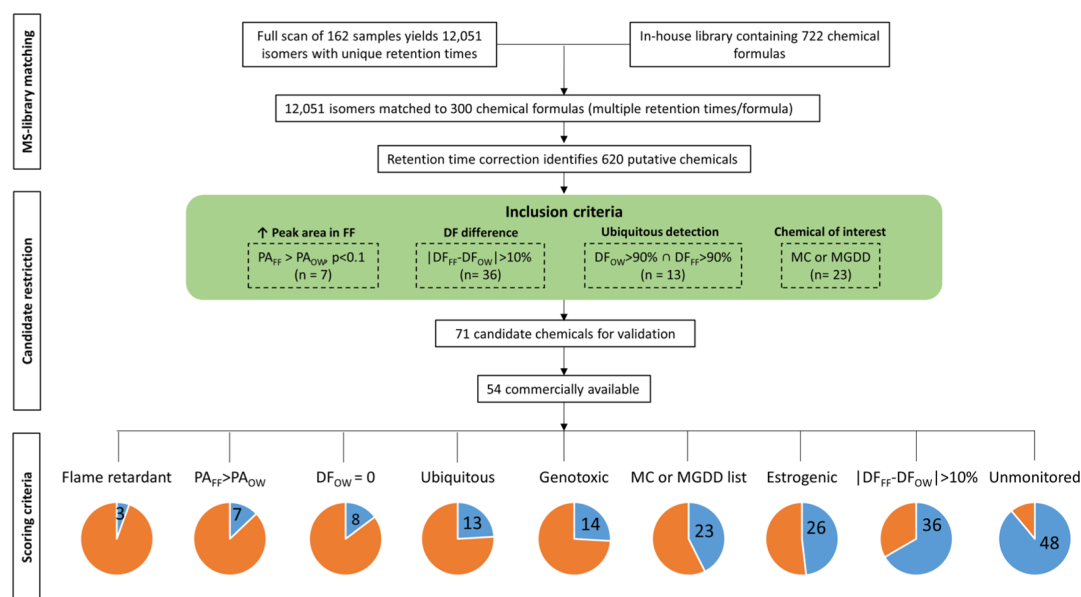 MS-library matching
Full scan of 162 samples yields 12,051
isomers with unique retention times
In-house library containing 722 chemical
formulas
12,051 isomers matched to 300 chemical formulas (multiple retention times/formula)
Retention time correction identifies 620 putative chemicals
Candidate restriction
Inclusion criteria
↑ Peak area in FF
PAFF > PAOW, p<0.1
(n = 7)
DF difference
|DFFF-DFOW|>10%
(n= 36)
Ubiquitous detection
DFOW>90% ∩ DFFF>90%
(n = 13)
Chemical of interest
MC or MGDD
(n= 23)
71 candidate chemicals for validation
54 commercially available
Scoring criteria
Flame retardant
PAFF>PAOW
DFOW = 0
Ubiquitous
Genotoxic
MC or MGDD list
Estrogenic
|DFFF-DFOW|>10%
Unmonitored
3
7
8
13
14
23
26
36
48